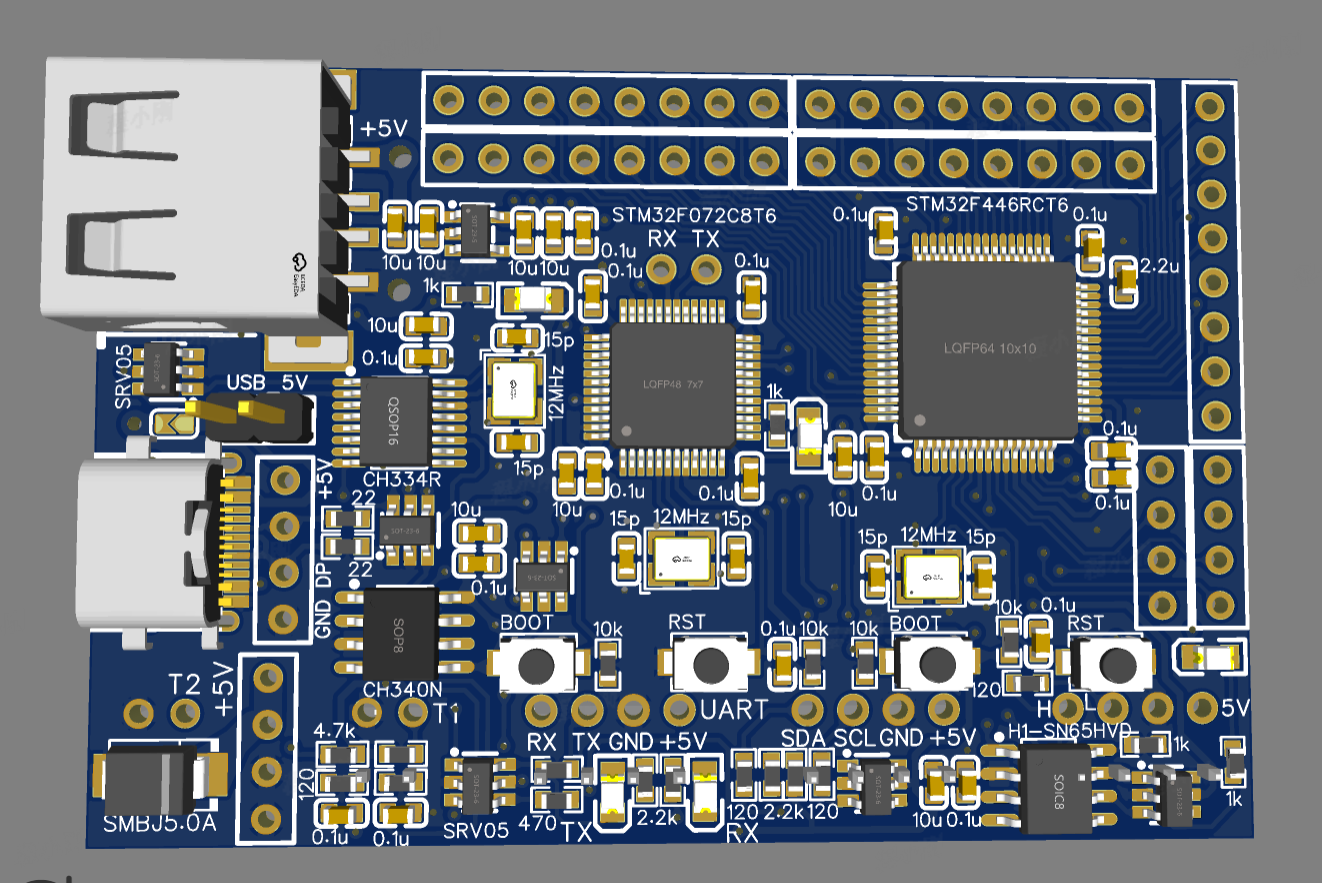 +5V
STM32F072C8T6
STM32F446RCT6
RX TX
0.1u
0.1u
0.1u
0.1u
0.1u
2.2u
10u 10u
10u 10u
1k
10u
15p
0.1u
LQFP64 10x10
SRV05
USB 5V
QSOP16
12MHz
LQFP48 7x7
1k
15p
CH334R
0.1u
0.1u
10u
0.1u
0.1u
10u
0.1u
+5V
22
22
DP
GND
10u
0.1u
SOT-23-6
15p
12MHz
15p
15p
12MHz
15p
SOP8
CH340N
BOOT
10k
RST
0.1u 10k
10k
BOOT
10k
0.1u
RST
120
T2
+5V
T1
UART
H
L
5V
RX TX GND +5V
SDA SCL GND +5V
H1-SN65HVD
4.7k
120
0.1u
0.1u
SMBJ5.0A
SRV05
470
TX
2.2k
RX
120 2.2k 120
10u 0.1u
SOIC8
1k
1k